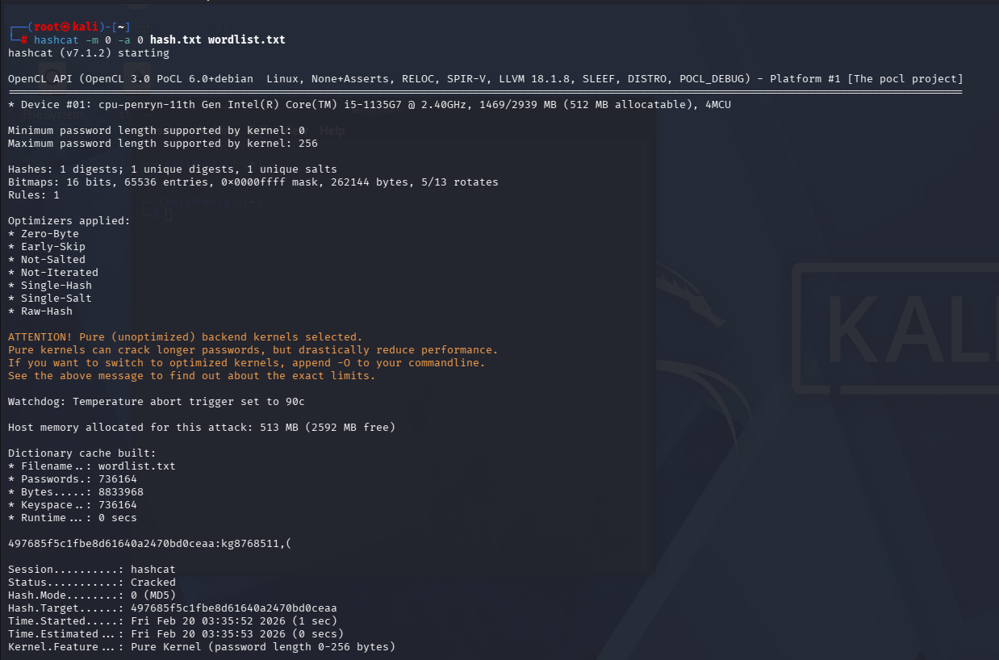 ┌──(root㉿kali)-[~]
└─# hashcat -m 0 -a 0 hash.txt wordlist.txt
hashcat (v7.1.2) starting
OpenCL API (OpenCL 3.0 PoCL 6.0+debian  Linux, None+Asserts, RELOC, SPIR-V, LLVM 18.1.8, SLEEF, DISTRO, POCL_DEBUG) - Platform #1 [The pocl project]
* Device #01: cpu-penryn-11th Gen Intel(R) Core(TM) i5-1135G7 @ 2.40GHz, 1469/2939 MB (512 MB allocatable), 4MCU
Minimum password length supported by kernel: 0
Maximum password length supported by kernel: 256
Hashes: 1 digests; 1 unique digests, 1 unique salts
Bitmaps: 16 bits, 65536 entries, 0x0000ffff mask, 262144 bytes, 5/13 rotates
Rules: 1
Optimizers applied:
* Zero-Byte
* Early-Skip
* Not-Salted
* Not-Iterated
* Single-Hash
* Single-Salt
* Raw-Hash
ATTENTION! Pure (unoptimized) backend kernels selected.
Pure kernels can crack longer passwords, but drastically reduce performance.
If you want to switch to optimized kernels, append -O to your commandline.
See the above message to find out about the exact limits.
Watchdog: Temperature abort trigger set to 90c
Host memory allocated for this attack: 513 MB (2592 MB free)
Dictionary cache built:
* Filename..: wordlist.txt
* Passwords.: 736164
* Bytes.....: 8833968
* Keyspace..: 736164
* Runtime...: 0 secs
497685f5c1fbe8d61640a2470bd0ceaa:kg8768511,(
Session..........: hashcat
Status...........: Cracked
Hash.Mode........: 0 (MD5)
Hash.Target......: 497685f5c1fbe8d61640a2470bd0ceaa
Time.Started.....: Fri Feb 20 03:35:52 2026 (1 sec)
Time.Estimated...: Fri Feb 20 03:35:53 2026 (0 secs)
Kernel.Feature...: Pure Kernel (password length 0-256 bytes)
File System
Help
KALI